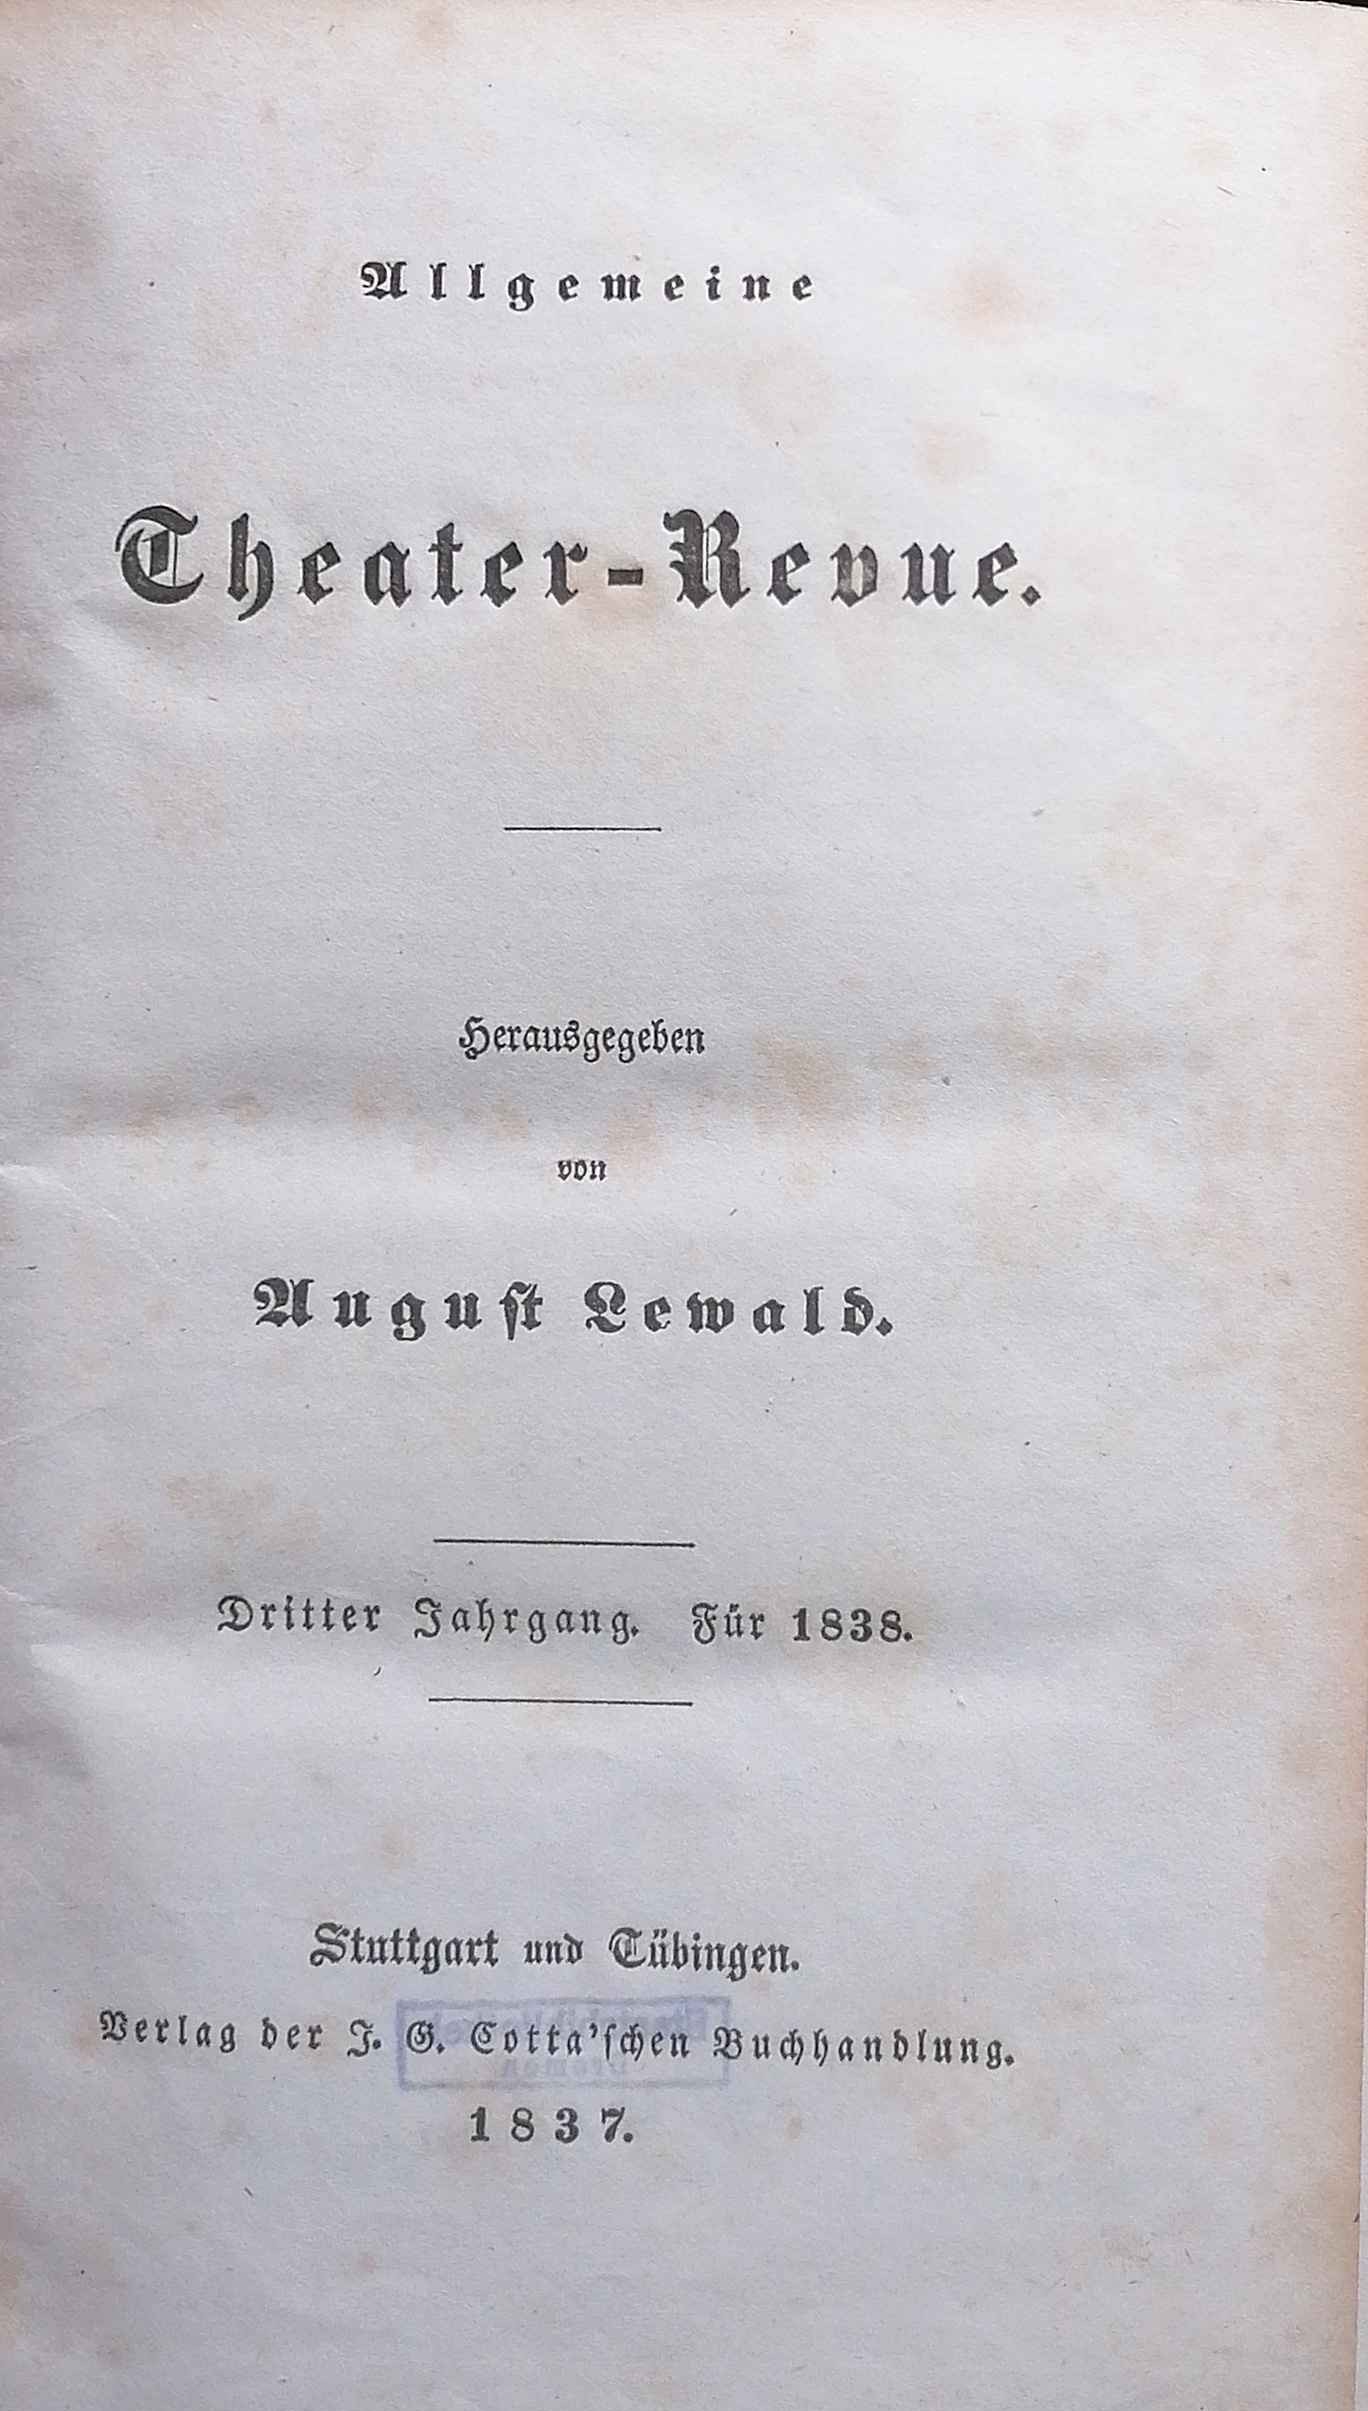 Allgemeine
Theater-Revue.
Herausgegeben
von
Auguſt Lewald.
Dritter Jahrgang. Für 1838.
Stuttgart und Tübingen.
Verlag der J. G. Cotta'ſchen Buchhandlung.
1837.